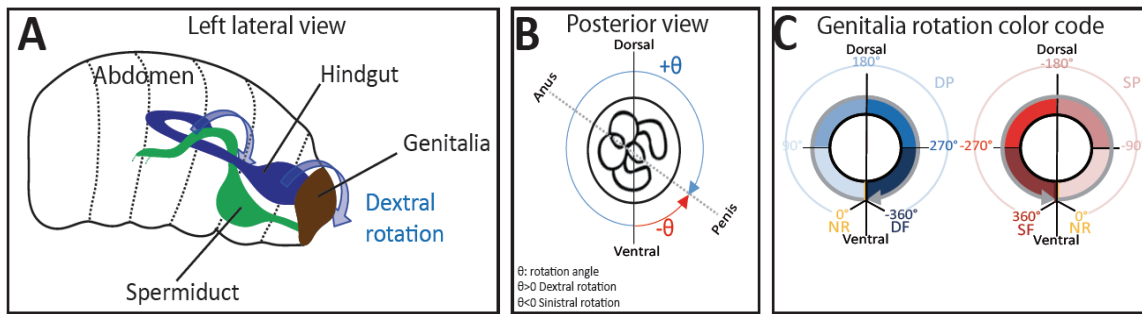 A
Left lateral view
Abdomen
Hindgut
Genitalia
Dextral
rotation
Spermiduct
B
Posterior view
Dorsal
+θ
Anus
Penis
-θ
Ventral
θ: rotation angle
θ>0 Dextral rotation
θ<0 Sinistral rotation
C
Genitalia rotation color code
Dorsal
180°
DP
90°
270°
0°
NR
-360°
DF
Ventral
Dorsal
-180°
SP
-270°
-90°
360°
SF
0°
NR
Ventral